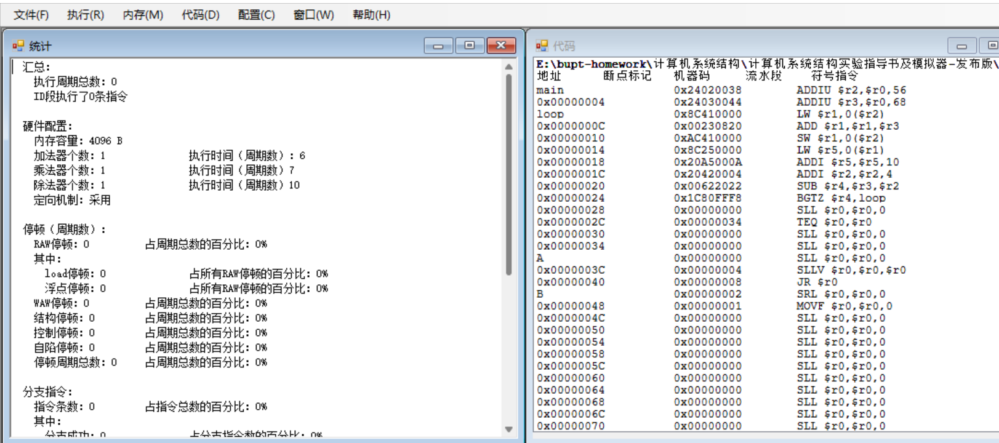 文件(F) 执行(R) 内存(M) 代码(D) 配置(C) 窗口(W) 帮助(H)
统计
汇总:
执行周期总数: 0
ID段执行了0条指令
硬件配置:
内存容量: 4096 B
加法器个数: 1 执行时间（周期数）: 6
乘法器个数: 1 执行时间（周期数）7
除法器个数: 1 执行时间（周期数）10
定向机制: 采用
停顿（周期数）:
RAW停顿: 0 占周期总数的百分比: 0%
其中:
load停顿: 0 占所有RAW停顿的百分比: 0%
浮点停顿: 0 占所有RAW停顿的百分比: 0%
WAW停顿: 0 占周期总数的百分比: 0%
结构停顿: 0 占周期总数的百分比: 0%
控制停顿: 0 占周期总数的百分比: 0%
自陷停顿: 0 占周期总数的百分比: 0%
停顿周期总数: 0 占周期总数的百分比: 0%
分支指令:
指令条数: 0 占指令总数的百分比: 0%
其中:
分支成功: 0 占分支指令数的百分比: 0%
代码
E:\bupt-homework\计算机系统结构\计算机系统结构实验指导书及模拟器-发布版\
地址 断点标记 机器码 流水段 符号指令
main 0x24020038 ADDIU $r2,$r0,56
0x00000004 0x24030044 ADDIU $r3,$r0,68
loop 0x8C410000 LW $r1,0($r2)
0x0000000C 0x00230820 ADD $r1,$r1,$r3
0x00000010 0xAC410000 SW $r1,0($r2)
0x00000014 0x8C250000 LW $r5,0($r1)
0x00000018 0x20A5000A ADDI $r5,$r5,10
0x0000001C 0x20420004 ADDI $r2,$r2,4
0x00000020 0x00622022 SUB $r4,$r3,$r2
0x00000024 0x1C80FFF8 BGTZ $r4,loop
0x00000028 0x00000000 SLL $r0,$r0,0
0x0000002C 0x00000034 TEQ $r0,$r0
0x00000030 0x00000000 SLL $r0,$r0,0
0x00000034 0x00000000 SLL $r0,$r0,0
A 0x00000000 SLL $r0,$r0,0
0x0000003C 0x00000004 SLLV $r0,$r0,$r0
0x00000040 0x00000008 JR $r0
B 0x00000002 SRL $r0,$r0,0
0x00000048 0x00000001 MOVF $r0,$r0,0
0x0000004C 0x00000000 SLL $r0,$r0,0
0x00000050 0x00000000 SLL $r0,$r0,0
0x00000054 0x00000000 SLL $r0,$r0,0
0x00000058 0x00000000 SLL $r0,$r0,0
0x0000005C 0x00000000 SLL $r0,$r0,0
0x00000060 0x00000000 SLL $r0,$r0,0
0x00000064 0x00000000 SLL $r0,$r0,0
0x00000068 0x00000000 SLL $r0,$r0,0
0x0000006C 0x00000000 SLL $r0,$r0,0
0x00000070 0x00000000 SLL $r0,$r0,0